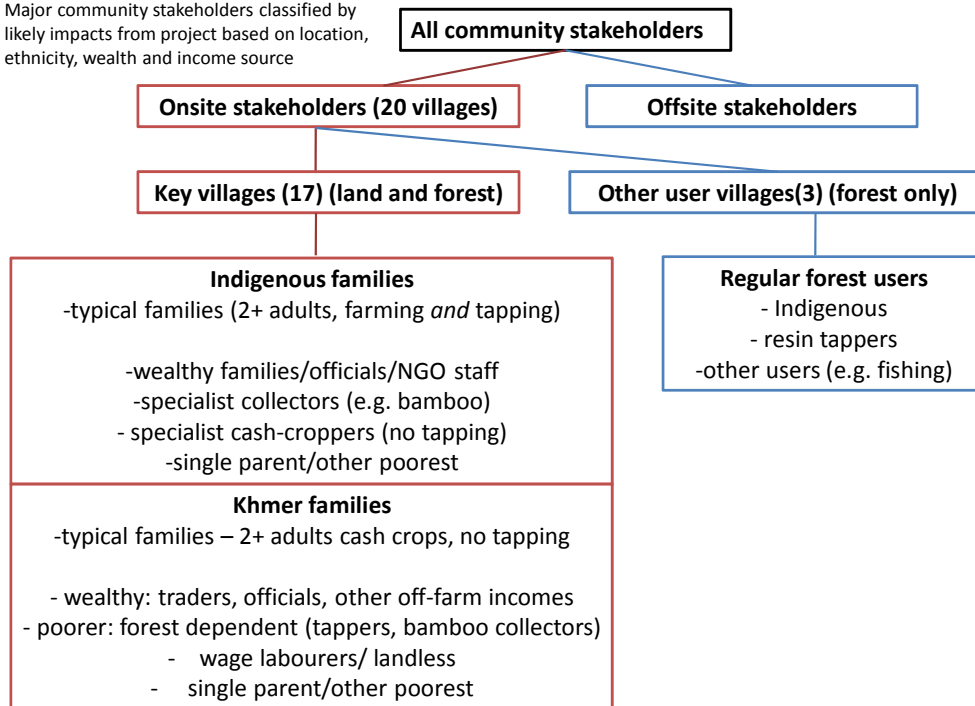 Major community stakeholders classified by
likely impacts from project based on location,
ethnicity, wealth and income source
All community stakeholders
Onsite stakeholders (20 villages)
Offsite stakeholders
Key villages (17) (land and forest)
Other user villages(3) (forest only)
Indigenous families
-typical families (2+ adults, farming and tapping)
-wealthy families/officials/NGO staff
-specialist collectors (e.g. bamboo)
- specialist cash-croppers (no tapping)
-single parent/other poorest
Regular forest users
- Indigenous
- resin tappers
-other users (e.g. fishing)
Khmer families
-typical families – 2+ adults cash crops, no tapping
- wealthy: traders, officials, other off-farm incomes
- poorer: forest dependent (tappers, bamboo collectors)
- wage labourers/ landless
- single parent/other poorest